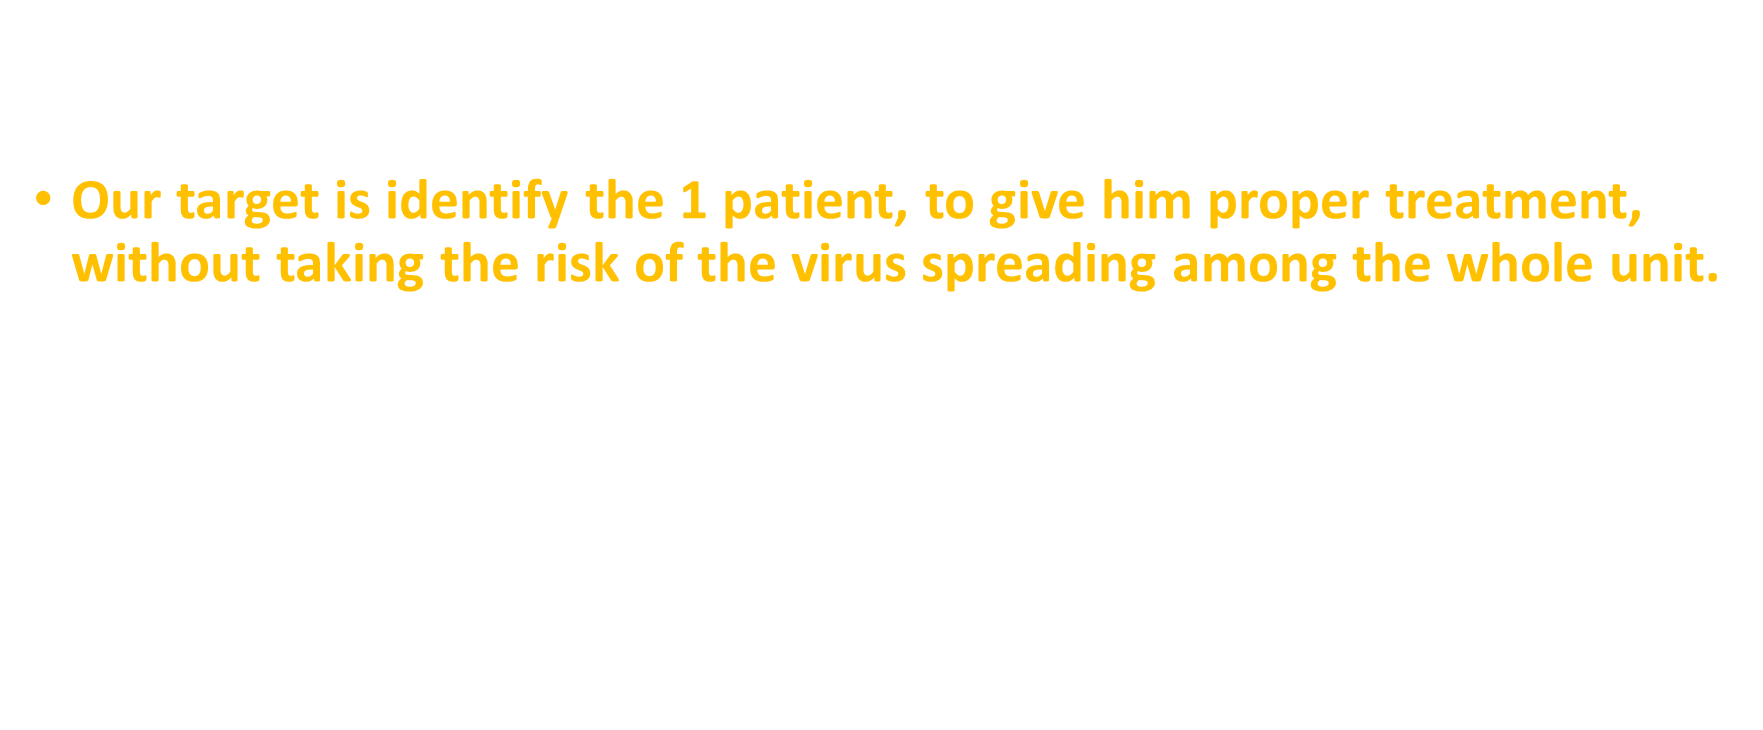 • Our target is identify the 1 patient, to give him proper treatment,
without taking the risk of the virus spreading among the whole unit.